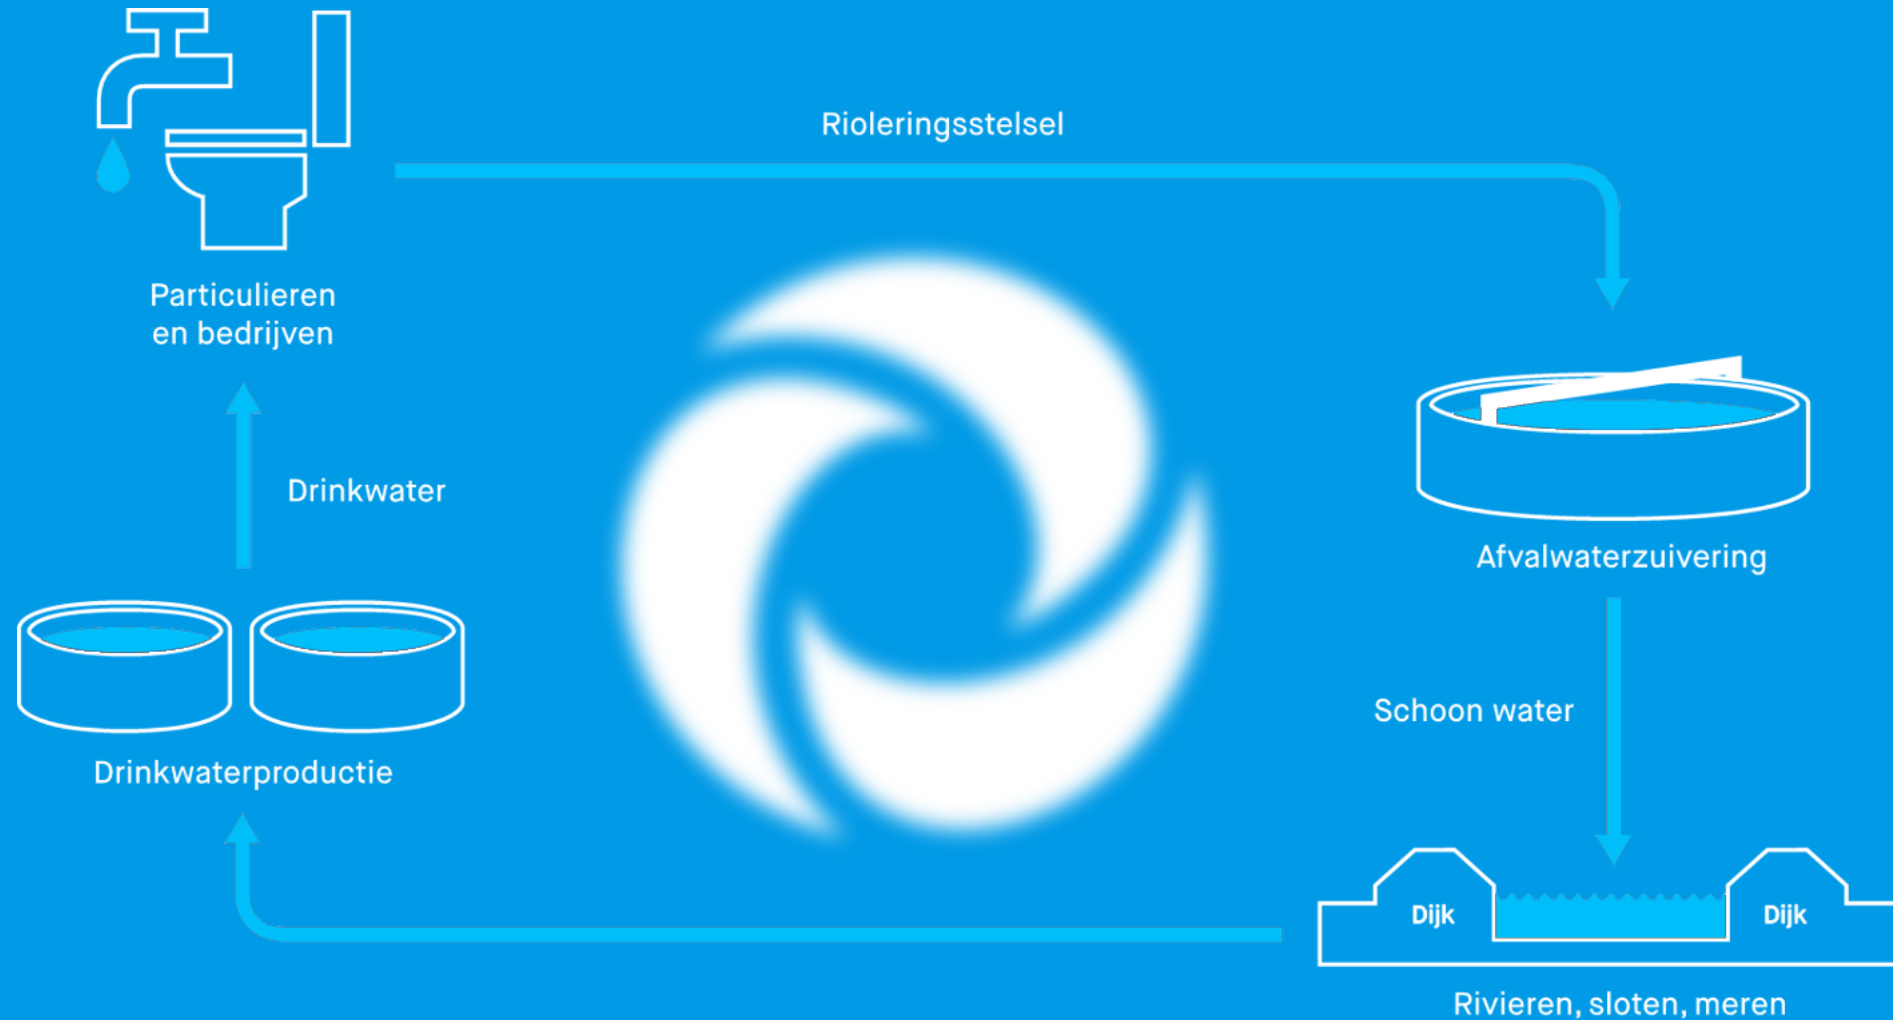 Rioleringsstelsel
Particulieren
en bedrijven
Drinkwater
Afvalwaterzuivering
Schoon water
Drinkwaterproductie
Dijk
Dijk
Rivieren, sloten, meren